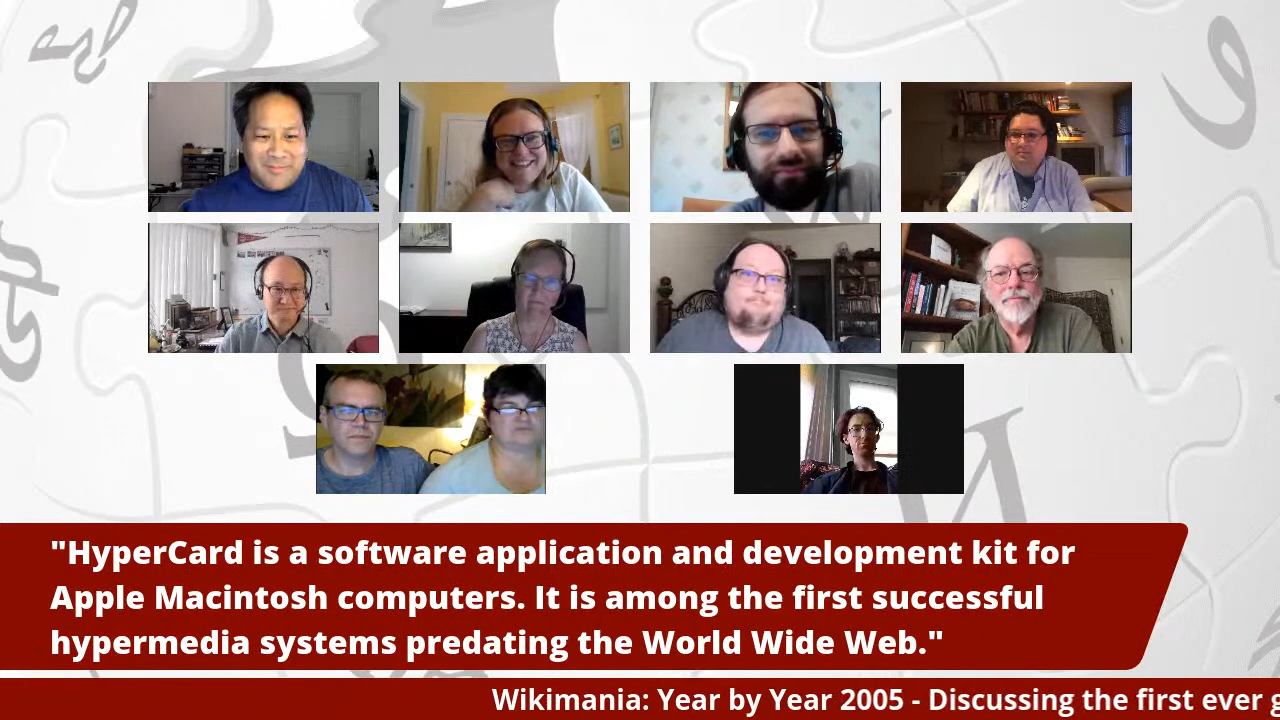 "HyperCard is a software application and development kit for
Apple Macintosh computers. It is among the first successful
hypermedia systems predating the World Wide Web."
Wikimania: Year by Year 2005 - Discussing the first ever g